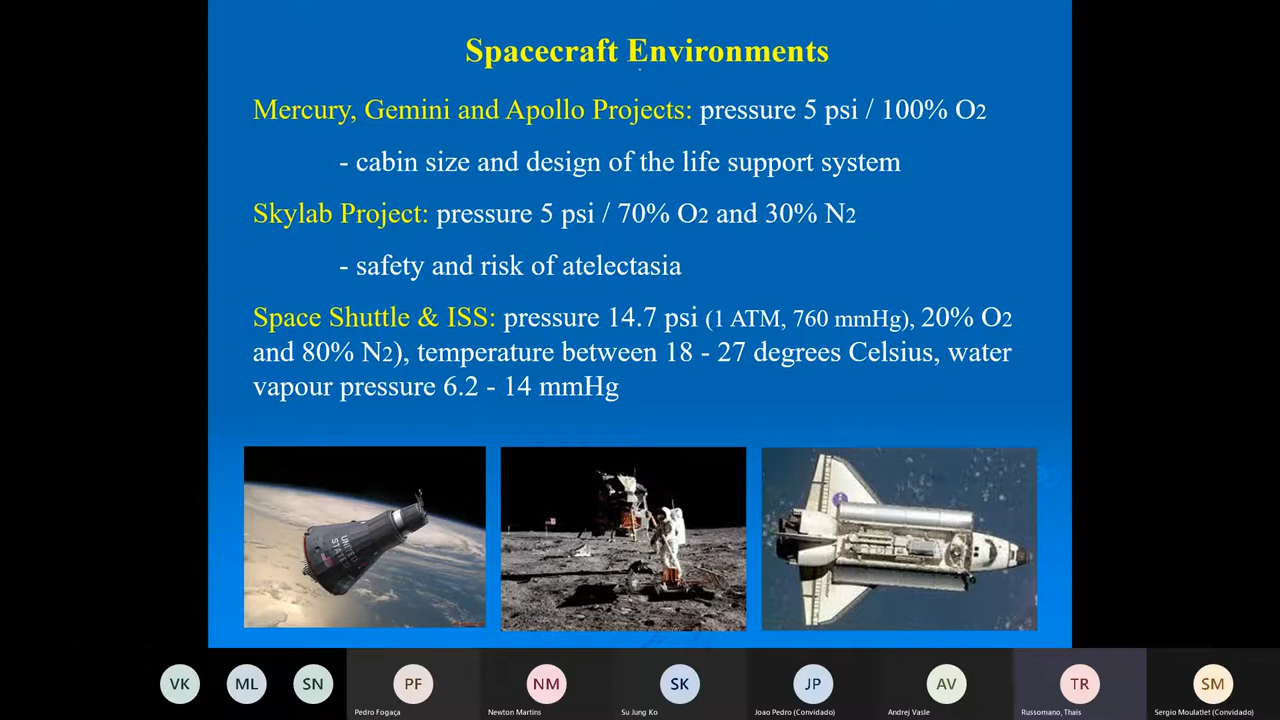 Spacecraft Environments
Mercury, Gemini and Apollo Projects: pressure 5 psi / 100% O2
- cabin size and design of the life support system
Skylab Project: pressure 5 psi / 70% O2 and 30% N2
- safety and risk of atelectasia
Space Shuttle & ISS: pressure 14.7 psi (1 ATM, 760 mmHg), 20% O2
and 80% N2), temperature between 18 - 27 degrees Celsius, water
vapour pressure 6.2 - 14 mmHg
UNITED
STATES
VK ML SN PF NM SK JP AV TR SM
Pedro Fogaça Newton Martins Su Jung Ko Joao Pedro (Convidado) Andrej Vasle Russomano, Thais Sergio Moulatlet (Convidado)